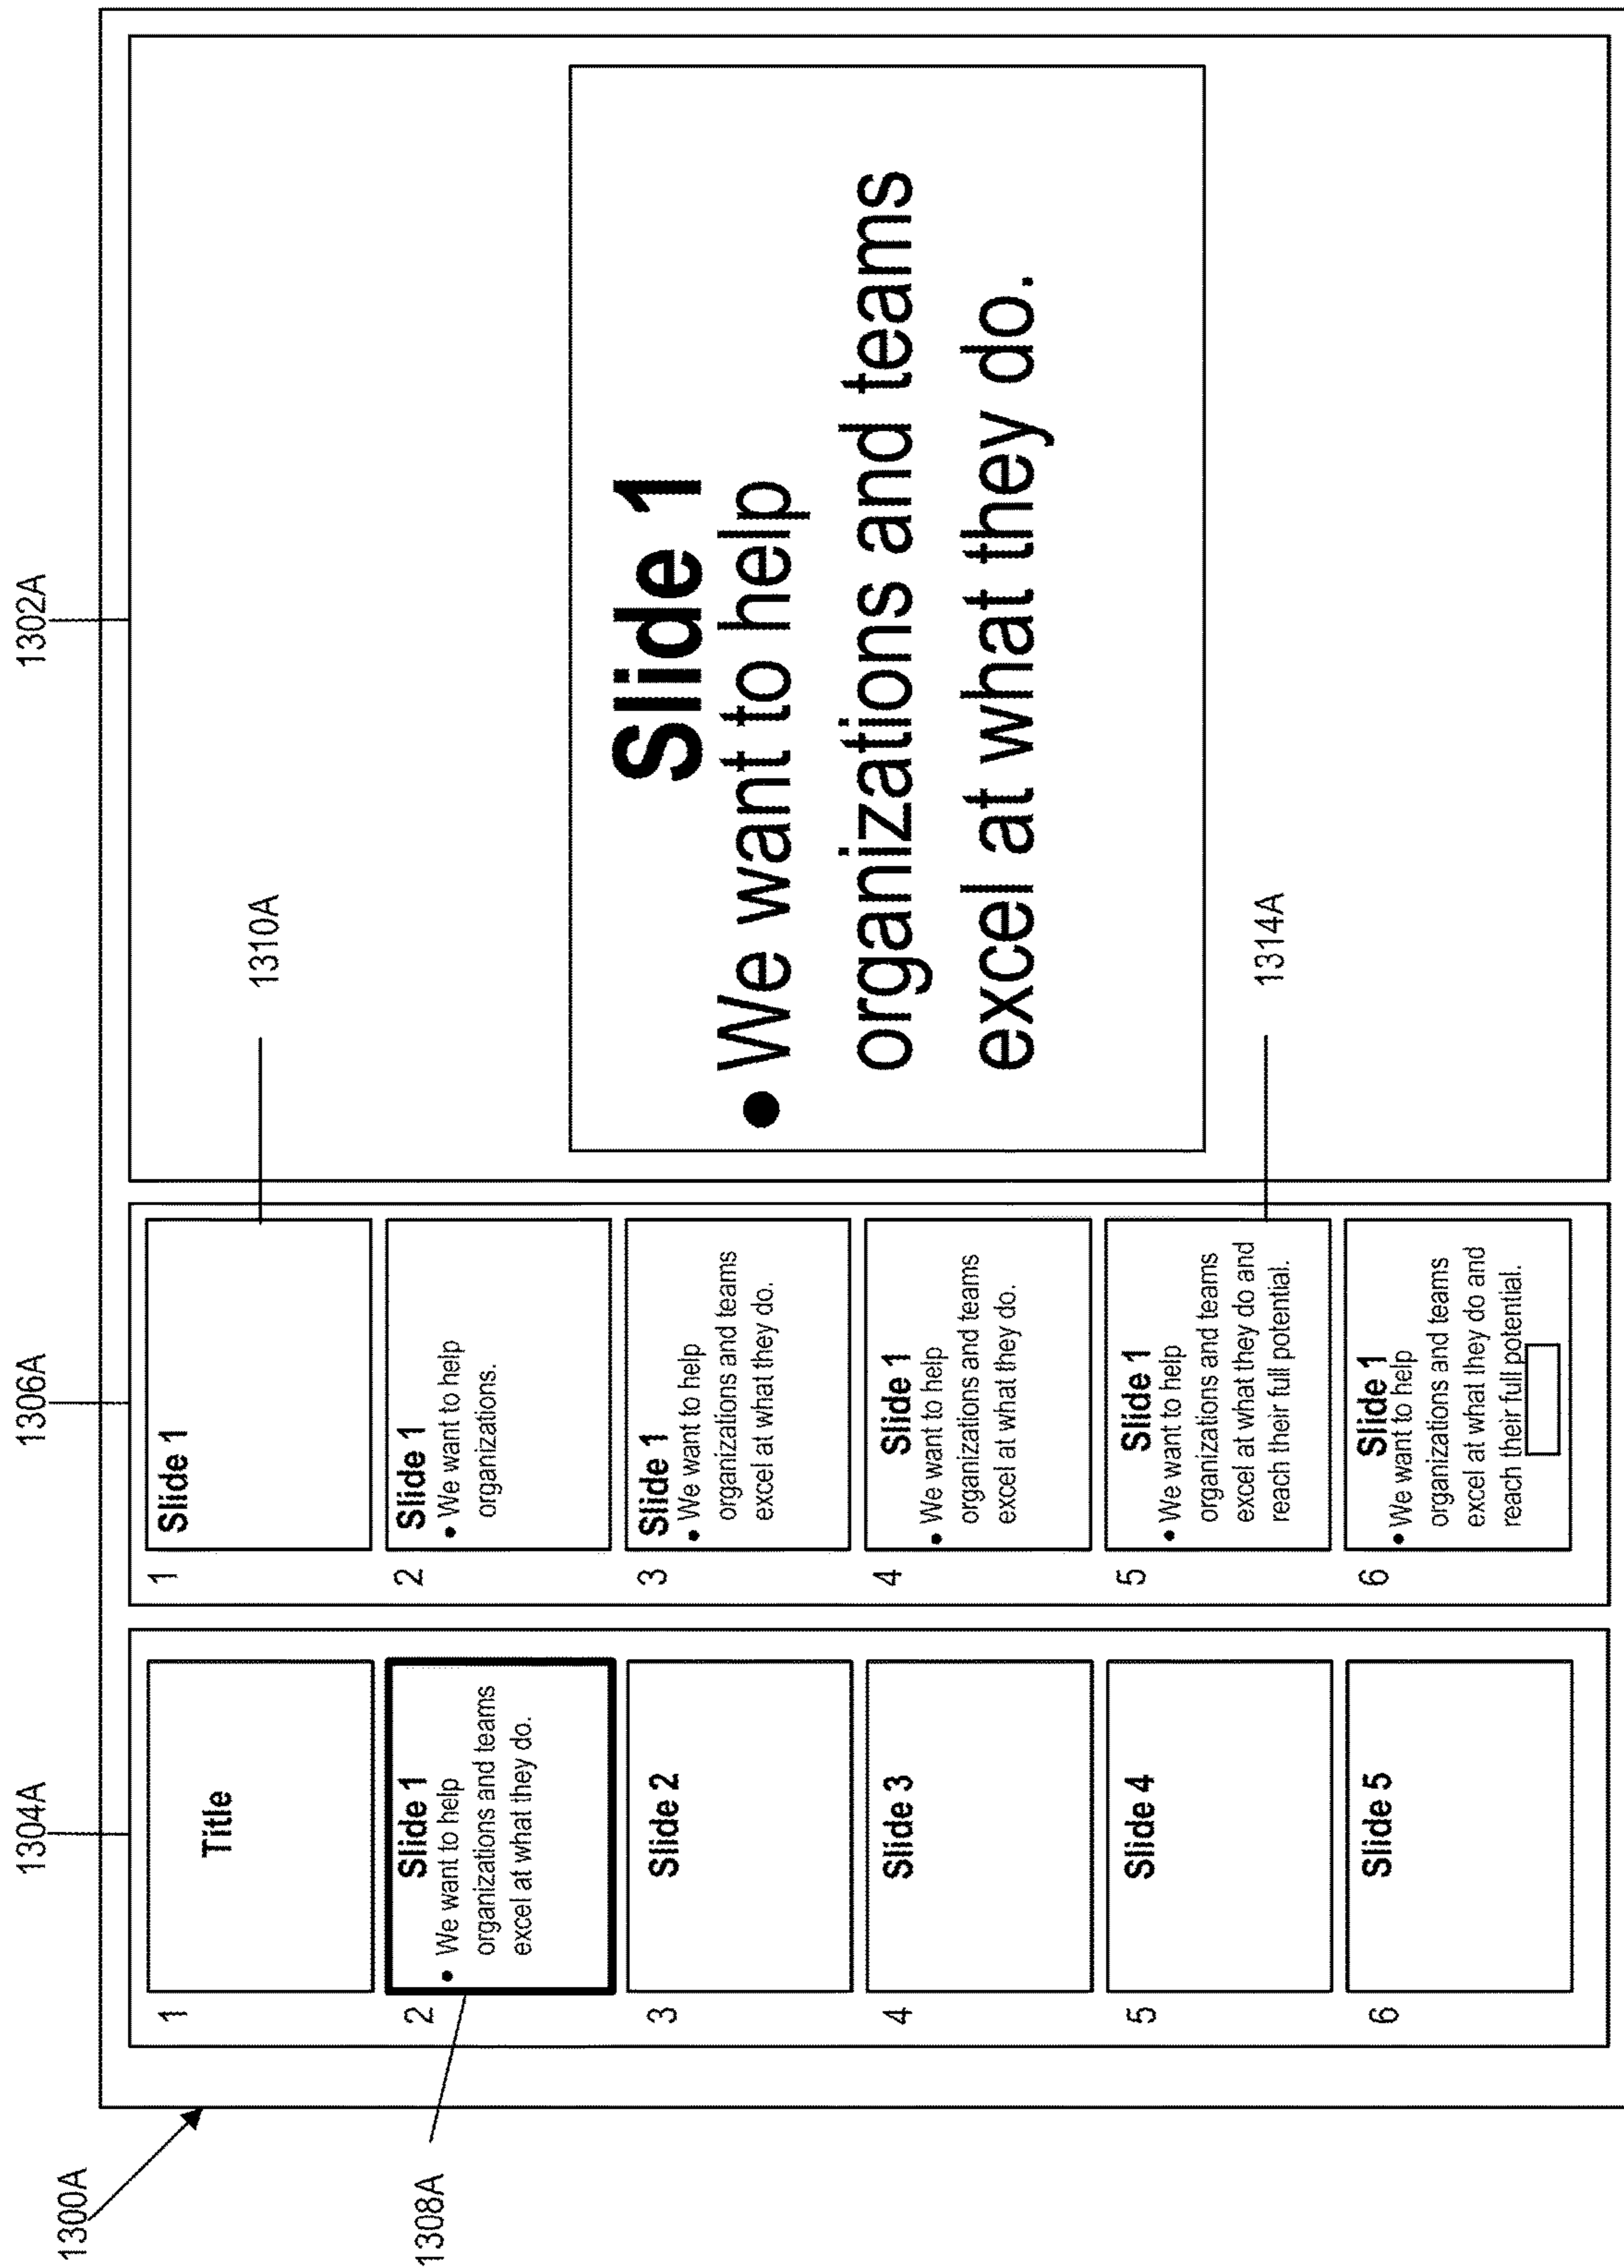 1300A
1304A
1306A
1302A
1308A
1
Title
2
Slide 1
• We want to help
organizations and teams
excel at what they do.
3
Slide 2
4
Slide 3
5
Slide 4
6
Slide 5
1
Slide 1
2
Slide 1
• We want to help
organizations.
3
Slide 1
• We want to help
organizations and teams
excel at what they do.
4
Slide 1
• We want to help
organizations and teams
excel at what they do.
5
Slide 1
• We want to help
organizations and teams
excel at what they do and
reach their full potential.
6
Slide 1
• We want to help
organizations and teams
excel at what they do and
reach their full potential.
1310A
1314A
Slide 1
• We want to help
organizations and teams
excel at what they do.